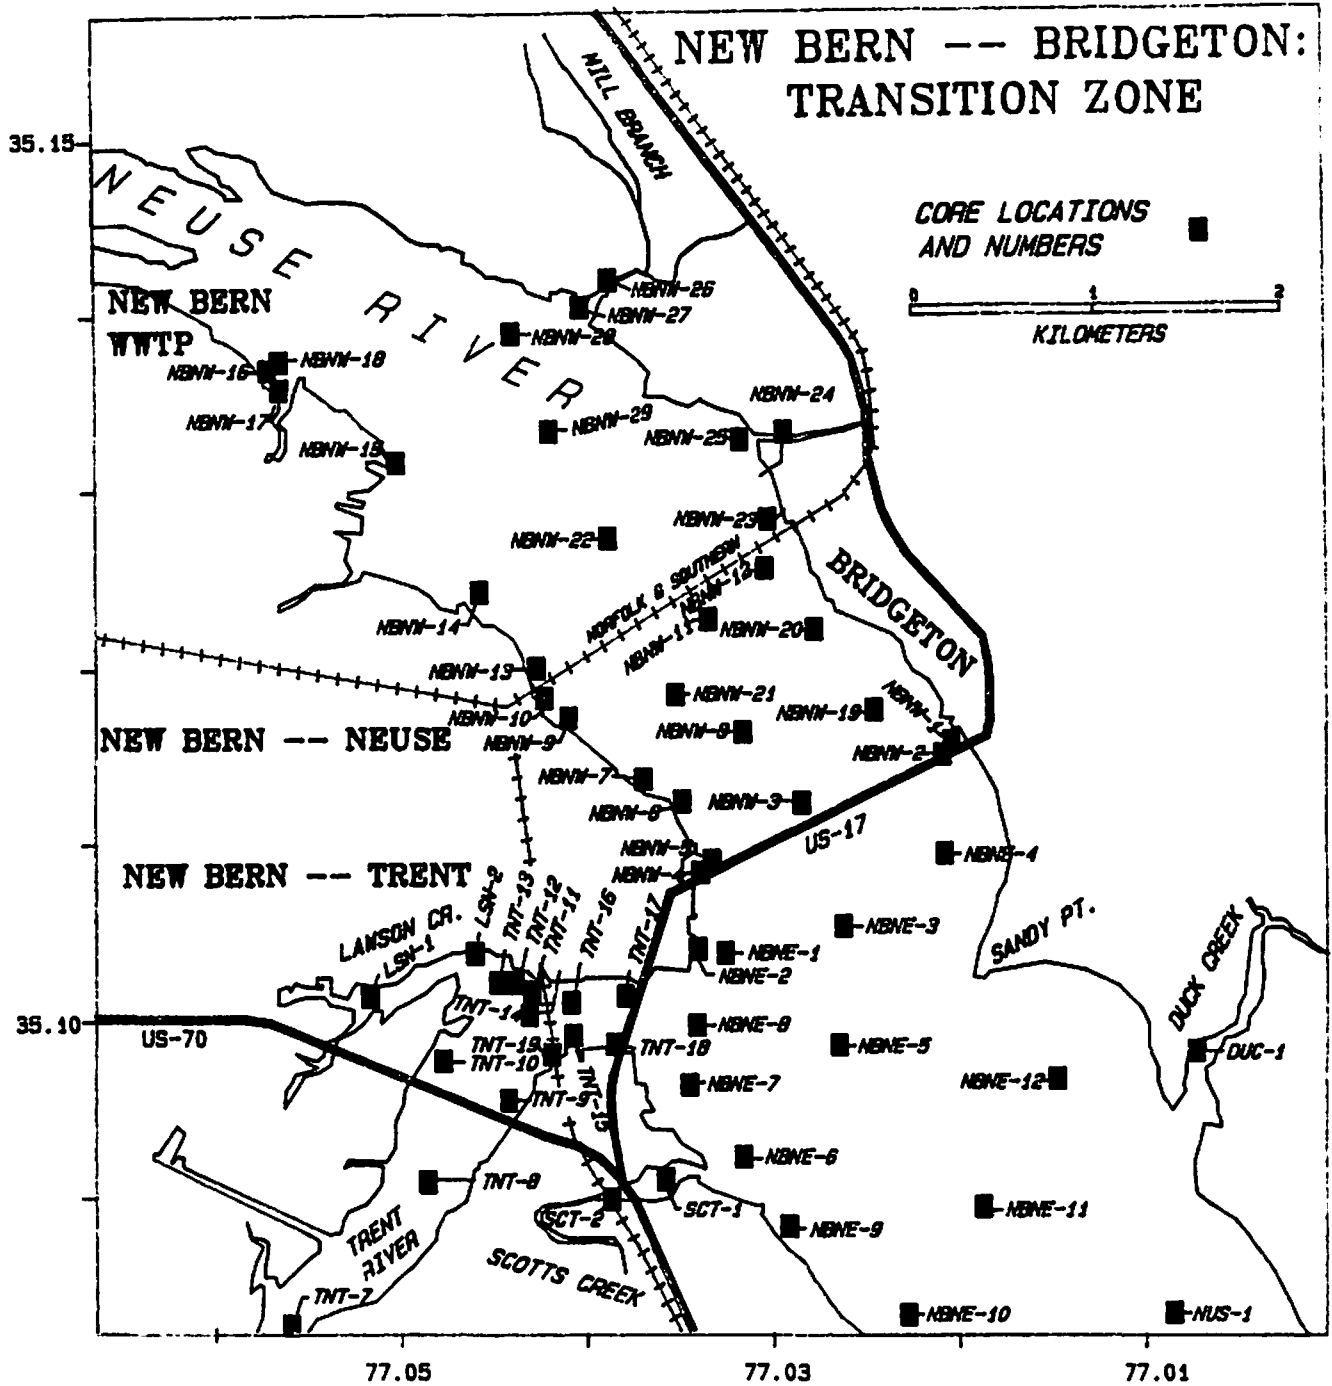 NEW BERN -- BRIDGETON:
TRANSITION ZONE
MILL BRANCH
35.15
NEUSE RIVER
CORE LOCATIONS
AND NUMBERS
0 1 2
KILOMETERS
NEW BERN
WWTP
NBNW-26
NBNW-27
NBNW-28
NBNW-18
NBNW-16
NBNW-17
NBNW-15
NBNW-29
NBNW-24
NBNW-25
NBNW-23
NBNW-22
NORFOLK & SOUTHERN
NBNW-12
BRIDGETON
NBNW-14
NBNW-11
NBNW-20
NBNW-13
NBNW-21
NBNW-10
NBNW-19
NBNW-1
NBNW-9
NBNW-8
NEW BERN -- NEUSE
NBNW-2
NBNW-7
NBNW-6
NBNW-3
US-17
NBNW-5
NBNW-4
NBNE-4
NEW BERN -- TRENT
LSN-2
TNT-13
TNT-12
TNT-11
TNT-16
TNT-17
LAWSON CR.
LSN-1
NBNE-3
SANDY PT.
DUCK CREEK
NBNE-1
NBNE-2
TNT-14
35.10
US-70
NBNE-8
TNT-19
TNT-18
NBNE-5
DUC-1
TNT-10
NBNE-7
NBNE-12
TNT-9
TNT-15
NBNE-6
TNT-8
SCT-1
SCT-2
NBNE-11
NBNE-9
TRENT
RIVER
SCOTTS CREEK
TNT-7
NBNE-10
NUS-1
77.05
77.03
77.01